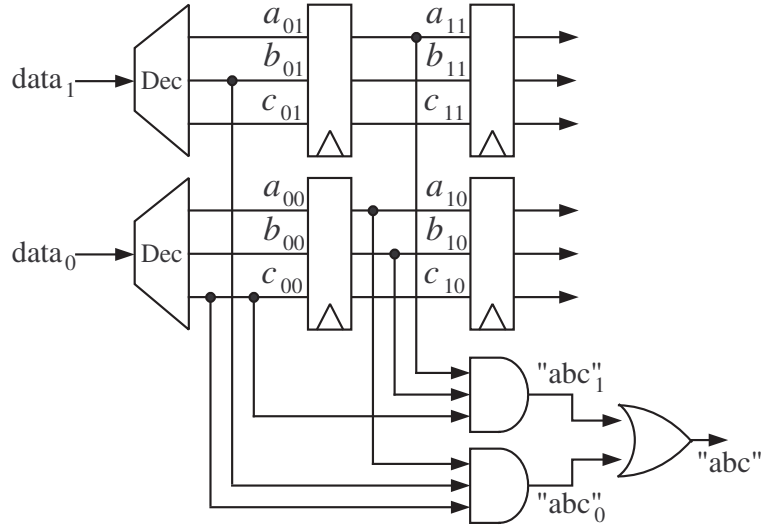 a₀₁ a₁₁
b₀₁ b₁₁
data₁ Dec
c₀₁ c₁₁
a₀₀ a₁₀
b₀₀ b₁₀
data₀ Dec
c₀₀ c₁₀
"abc"₁
"abc"
"abc"₀